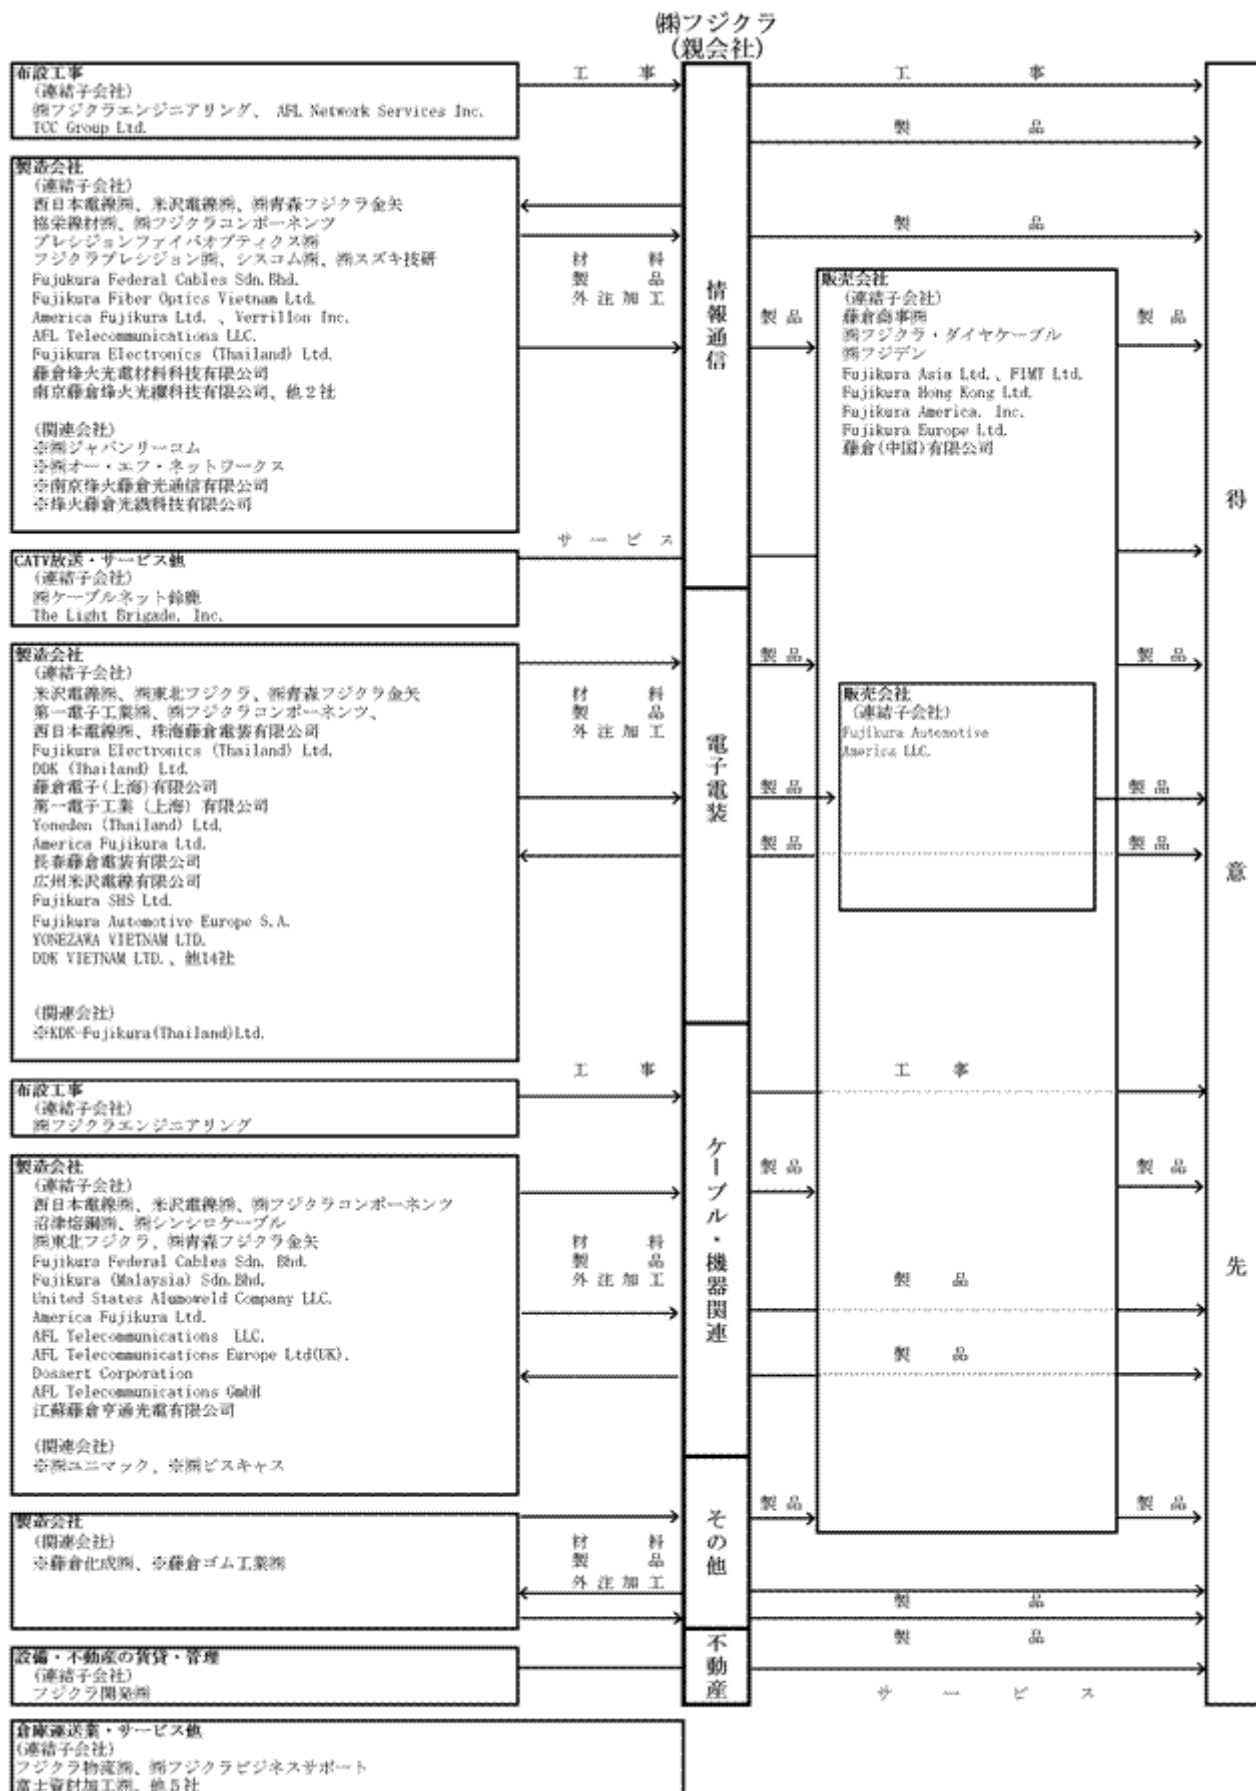 ㈱フジクラ
(親会社)
布設工事
(連結子会社)
㈱フジクラエンジニアリング、 AFL Network Services Inc.
TCC Group Ltd.
工 事
工 事
製 品
製造会社
(連結子会社)
西日本電線㈱、米沢電線㈱、㈱青森フジクラ金矢
協栄線材㈱、㈱フジクラコンポーネンツ
プレシジョンファイバオプティクス㈱
フジクラプレシジョン㈱、シスコム㈱、㈱スズキ技研
Fujukura Federal Cables Sdn.Bhd.
Fujikura Fiber Optics Vietnam Ltd.
America Fujikura Ltd. 、Verrillon Inc.
AFL Telecommunications LLC.
Fujikura Electronics (Thailand) Ltd.
藤倉烽火光電材料科技有限公司
南京藤倉烽火光纜科技有限公司、他2社
(関連会社)
※㈱ジャパンリーコム
※㈱オー・エフ・ネットワークス
※南京烽火藤倉光通信有限公司
※烽火藤倉光繊科技有限公司
材 料
製 品
外 注 加 工
情報通信
製 品
製 品
販売会社
(連結子会社)
藤倉商事㈱
㈱フジクラ・ダイヤケーブル
㈱フジデン
Fujikura Asia Ltd.、FIMT Ltd.
Fujikura Hong Kong Ltd.
Fujikura America, Inc.
Fujikura Europe Ltd.
藤倉(中国)有限公司
製 品
得 意 先
CATV放送・サービス他
(連結子会社)
㈱ケーブルネット鈴鹿
The Light Brigade, Inc.
サ ー ビ ス
製造会社
(連結子会社)
米沢電線㈱、㈱東北フジクラ、㈱青森フジクラ金矢
第一電子工業㈱、㈱フジクラコンポーネンツ、
西日本電線㈱、珠海藤倉電装有限公司
Fujikura Electronics (Thailand) Ltd.
DDK (Thailand) Ltd.
藤倉電子(上海)有限公司
第一電子工業（上海）有限公司
Yoneden (Thailand) Ltd.
America Fujikura Ltd.
長春藤倉電装有限公司
広州米沢電線有限公司
Fujikura SHS Ltd.
Fujikura Automotive Europe S.A.
YONEZAWA VIETNAM LTD.
DDK VIETNAM LTD.、他14社
(関連会社)
※KDK-Fujikura(Thailand)Ltd.
材 料
製 品
外 注 加 工
電子電装
製 品
製 品
製 品
販売会社
(連結子会社)
Fujikura Automotive
America LLC.
製 品
製 品
製 品
布設工事
(連結子会社)
㈱フジクラエンジニアリング
工 事
工 事
製造会社
(連結子会社)
西日本電線㈱、米沢電線㈱、㈱フジクラコンポーネンツ
沼津熔銅㈱、㈱シンシロケーブル
㈱東北フジクラ、㈱青森フジクラ金矢
Fujikura Federal Cables Sdn. Bhd.
Fujikura (Malaysia) Sdn.Bhd.
United States Alumoweld Company LLC.
America Fujikura Ltd.
AFL Telecommunications LLC.
AFL Telecommunications Europe Ltd(UK).
Dossert Corporation
AFL Telecommunications GmbH
江蘇藤倉亨通光電有限公司
(関連会社)
※㈱ユニマック、※㈱ビスキャス
材 料
製 品
外 注 加 工
ケーブル・機器関連
製 品
製 品
製 品
製 品
製造会社
(関連会社)
※藤倉化成㈱、※藤倉ゴム工業㈱
材 料
製 品
外 注 加 工
その他
製 品
製 品
製 品
製 品
設備・不動産の賃貸・管理
(連結子会社)
フジクラ開発㈱
不動産
サ ー ビ ス
倉庫運送業・サービス他
(連結子会社)
フジクラ物流㈱、㈱フジクラビジネスサポート
富士資材加工㈱、他5社